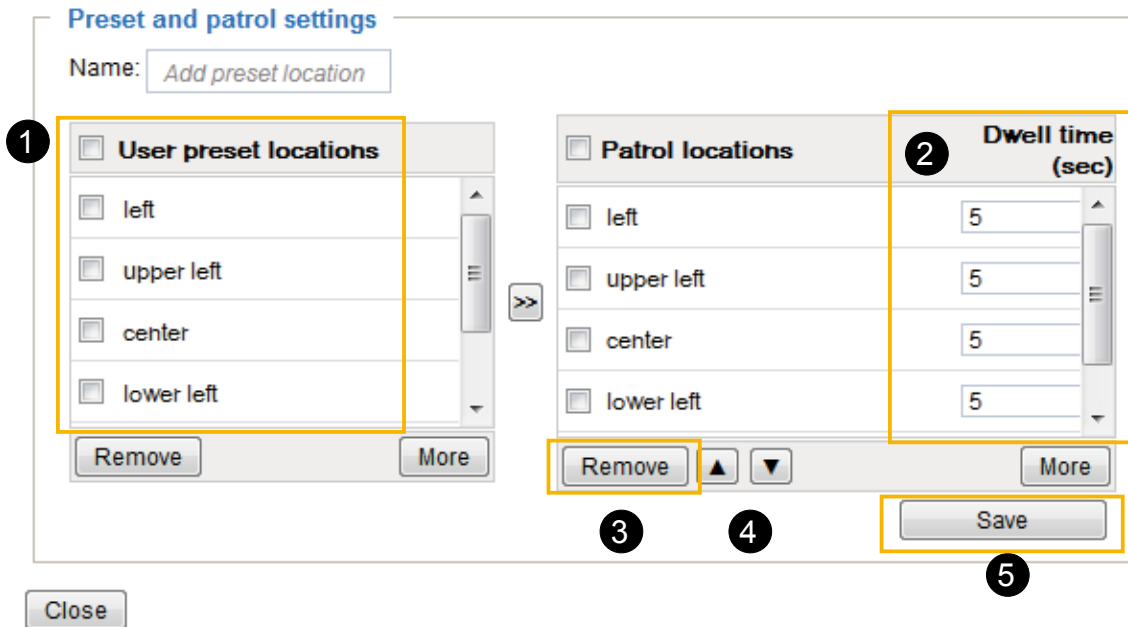 Preset and patrol settings
Name: Add preset location
1
User preset locations
left
upper left
center
lower left
Remove
More
>>
Patrol locations
2
Dwell time
(sec)
left
5
upper left
5
center
5
lower left
5
Remove
▲
▼
More
3
4
Save
5
Close